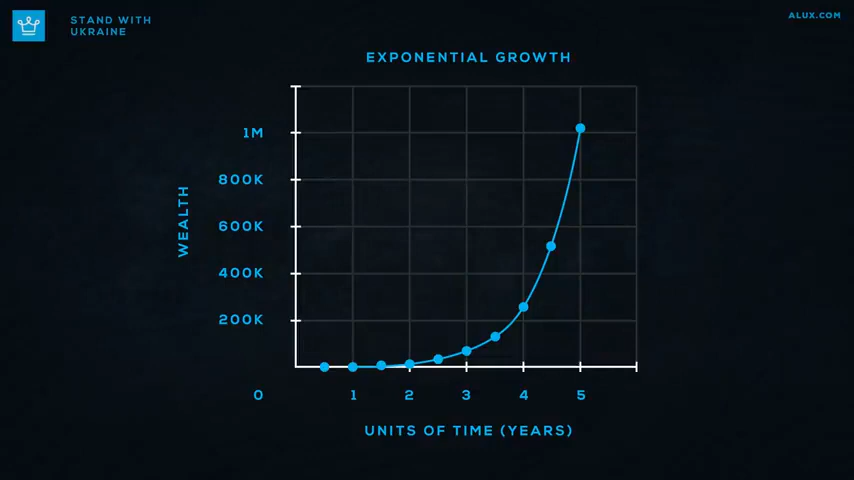 STAND WITH
UKRAINE
ALUX.COM
EXPONENTIAL GROWTH
1M
800K
600K
400K
200K
WEALTH
0 1 2 3 4 5
UNITS OF TIME (YEARS)